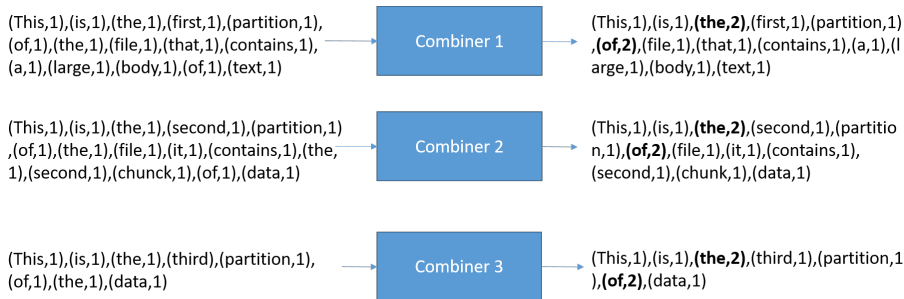 (This,1),(is,1),(the,1),(first,1),(partition,1),
(of,1),(the,1),(file,1),(that,1),(contains,1),
(a,1),(large,1),(body,1),(of,1),(text,1)
Combiner 1
(This,1),(is,1),(the,2),(first,1),(partition,1)
,(of,2),(file,1),(that,1),(contains,1),(a,1),(l
arge,1),(body,1),(text,1)
(This,1),(is,1),(the,1),(second,1),(partition,1)
,(of,1),(the,1),(file,1),(it,1),(contains,1),(the,
1),(second,1),(chunck,1),(of,1),(data,1)
Combiner 2
(This,1),(is,1),(the,2),(second,1),(partitio
n,1),(of,2),(file,1),(it,1),(contains,1),
(second,1),(chunk,1),(data,1)
(This,1),(is,1),(the,1),(third),(partition,1),
(of,1),(the,1),(data,1)
Combiner 3
(This,1),(is,1),(the,2),(third,1),(partition,1
),(of,2),(data,1)